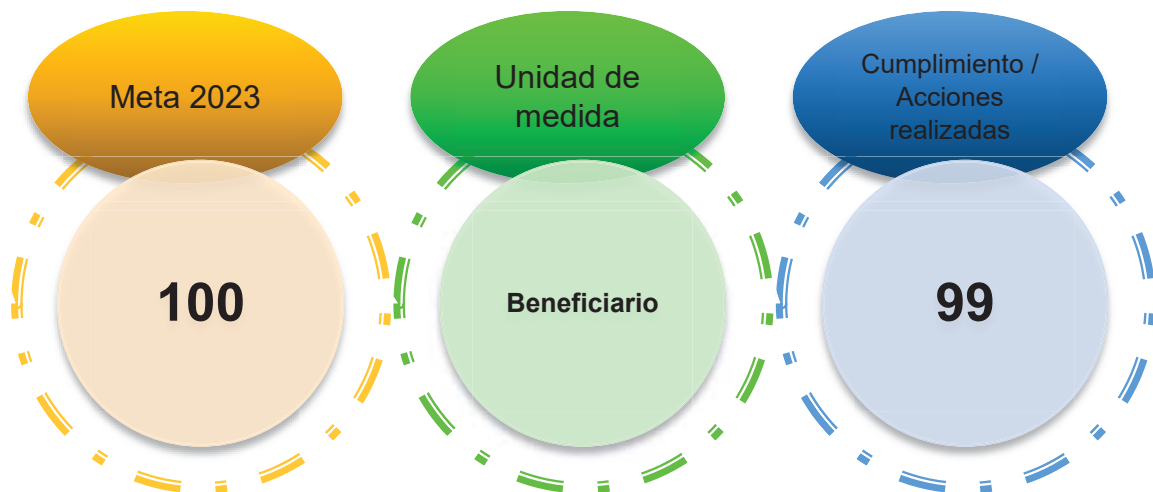 Meta 2023
Unidad de
medida
Cumplimiento /
Acciones
realizadas
100
Beneficiario
99